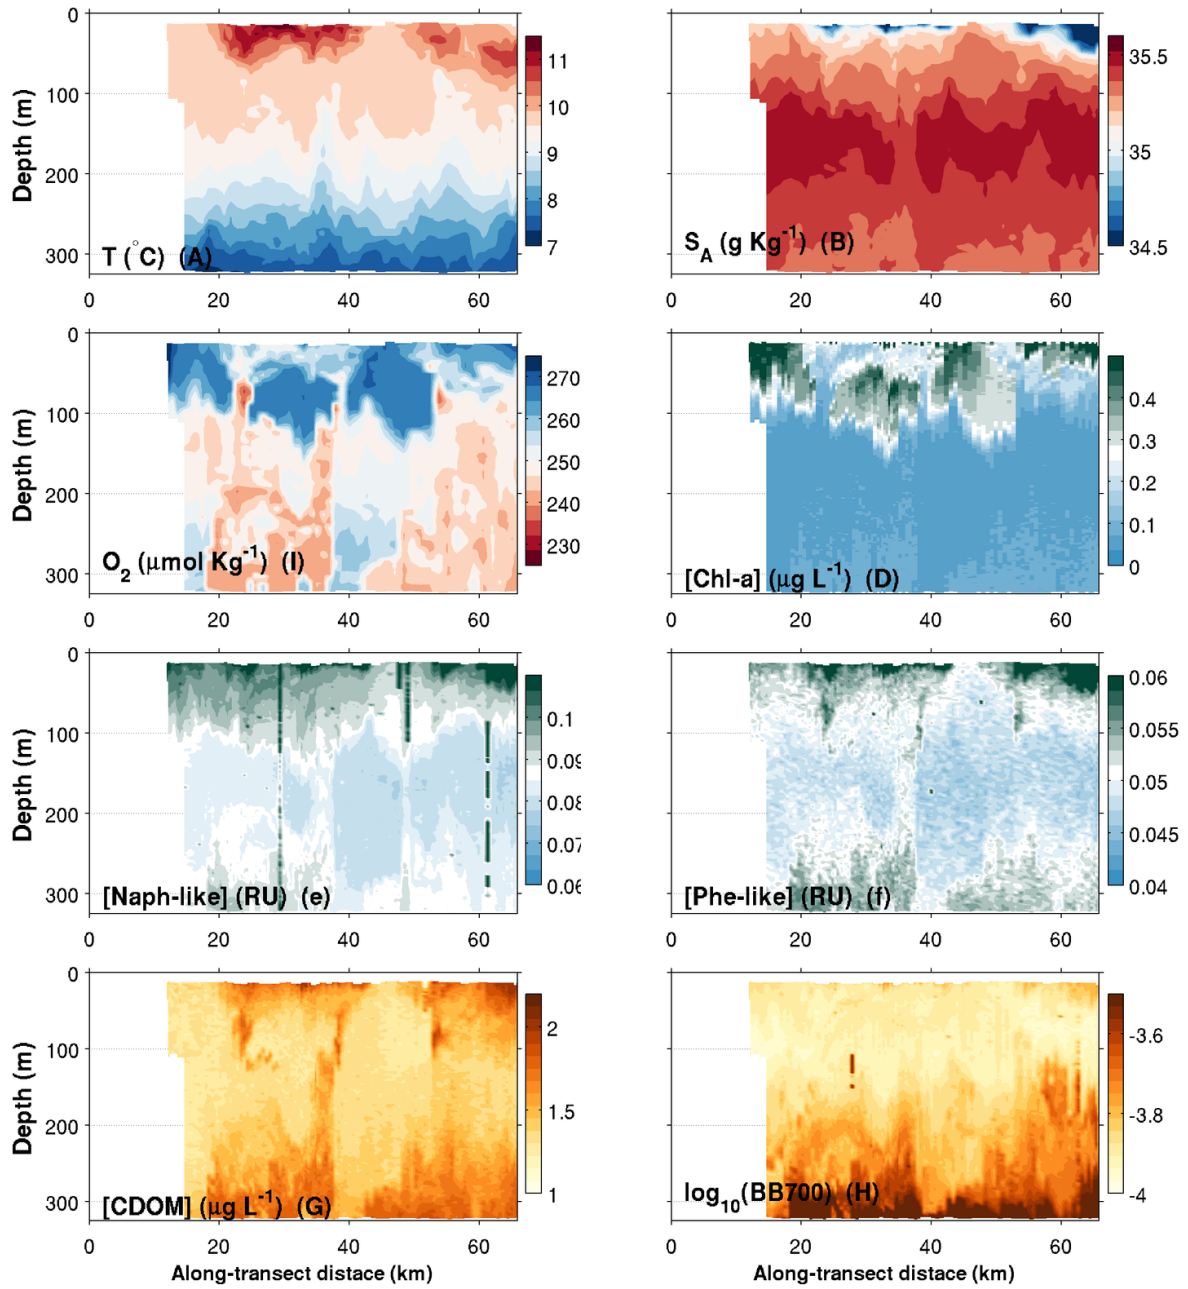 0
100
200
300
Depth (m)
T (°C) (A)
0 20 40 60
11
10
9
8
7
S_A (g Kg^-1) (B)
0 20 40 60
35.5
35
34.5
0
100
200
300
Depth (m)
O_2 (μmol Kg^-1) (I)
0 20 40 60
270
260
250
240
230
[Chl-a] (μg L^-1) (D)
0 20 40 60
0.4
0.3
0.2
0.1
0
0
100
200
300
Depth (m)
[Naph-like] (RU) (e)
0 20 40 60
0.1
0.09
0.08
0.07
0.06
[Phe-like] (RU) (f)
0 20 40 60
0.06
0.055
0.05
0.045
0.04
0
100
200
300
Depth (m)
[CDOM] (μg L^-1) (G)
0 20 40 60
Along-transect distace (km)
2
1.5
1
log_10(BB700) (H)
0 20 40 60
Along-transect distace (km)
-3.6
-3.8
-4